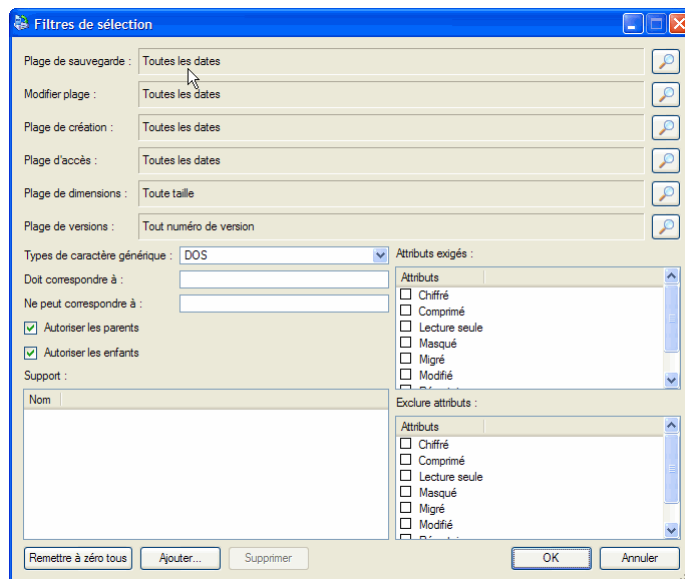 Filtres de sélection
Plage de sauvegarde : Toutes les dates
Modifier plage : Toutes les dates
Plage de création : Toutes les dates
Plage d'accès : Toutes les dates
Plage de dimensions : Toute taille
Plage de versions : Tout numéro de version
Types de caractère générique : DOS
Doit correspondre à :
Ne peut correspondre à :
Autoriser les parents
Autoriser les enfants
Support :
Nom
Attributs exigés :
Attributs
Chiffré
Comprimé
Lecture seule
Masqué
Migré
Modifié
Exclure attributs :
Attributs
Chiffré
Comprimé
Lecture seule
Masqué
Migré
Modifié
Remettre à zéro tous Ajouter... Supprimer OK Annuler